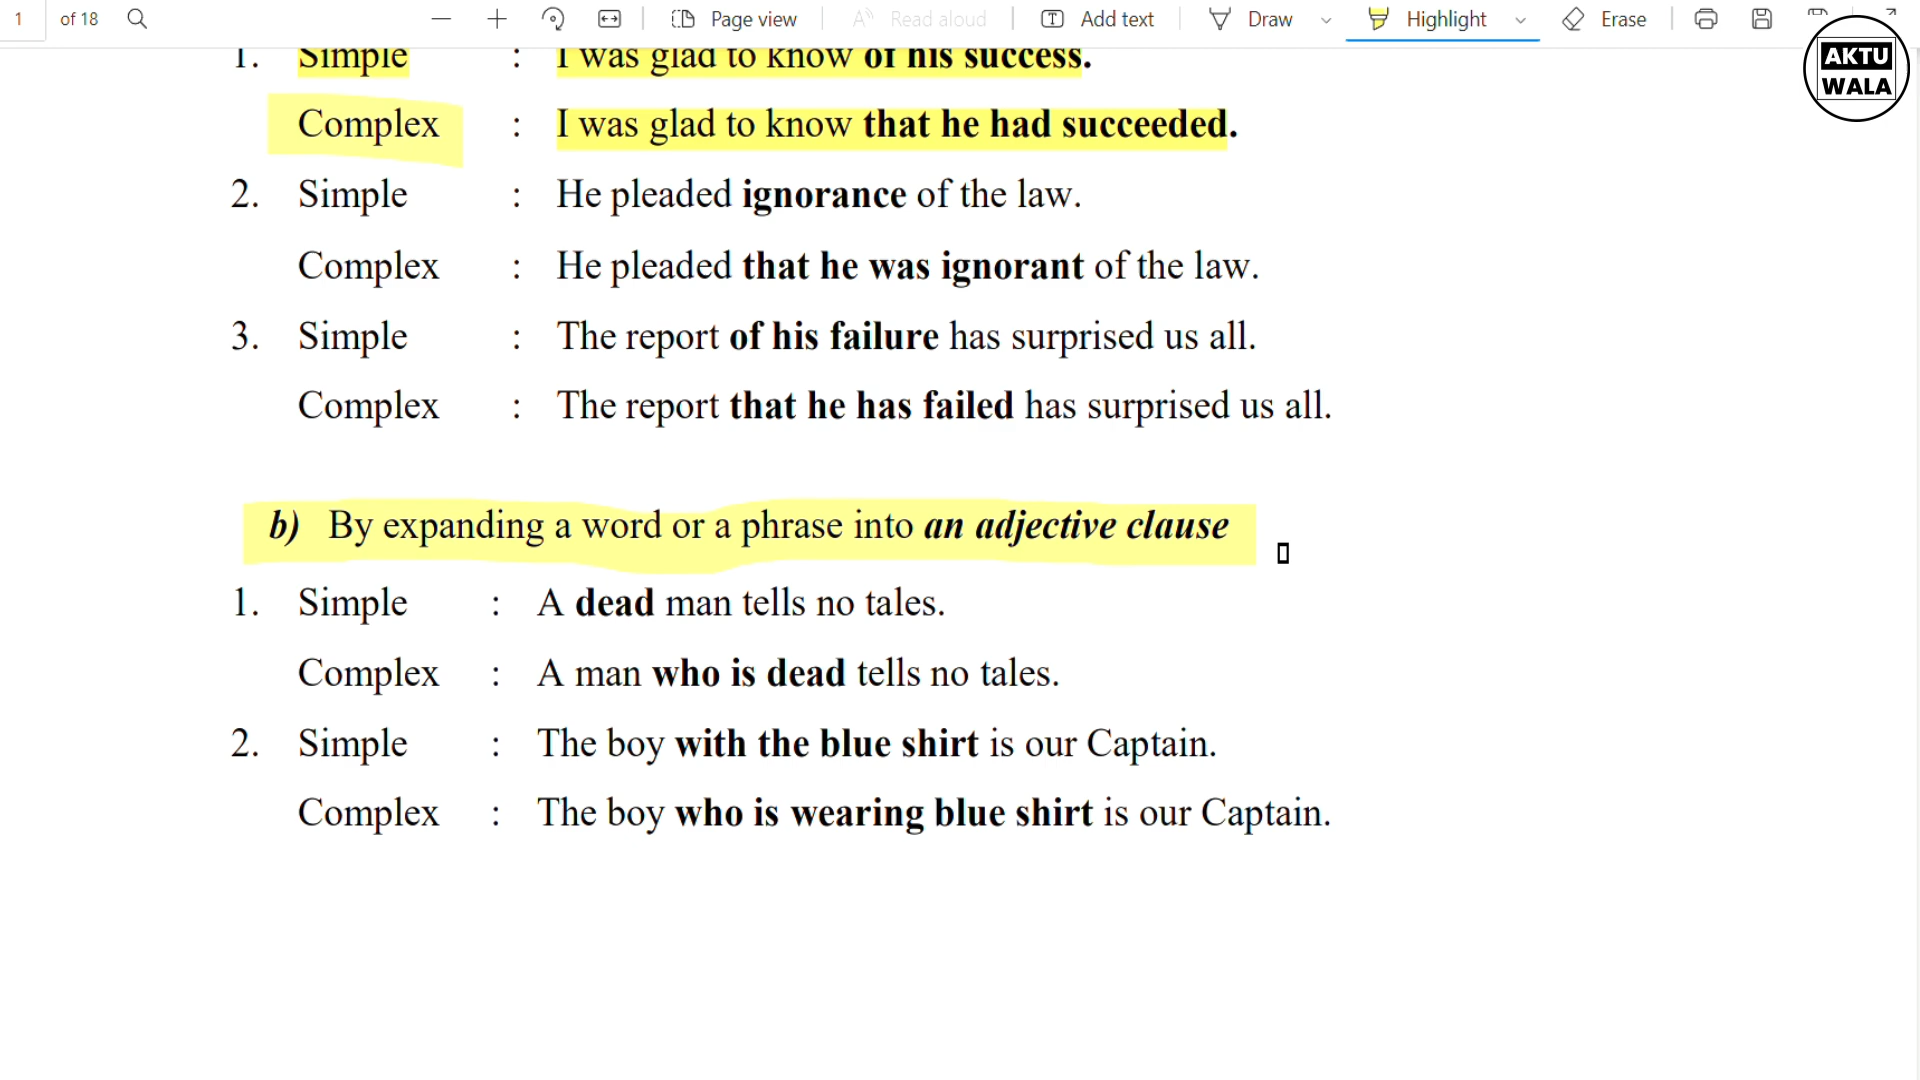 1 of 18 Page view Read aloud Add text Draw Highlight Erase
AKTU
WALA
1. Simple : I was glad to know of his success.
Complex : I was glad to know that he had succeeded.
2. Simple : He pleaded ignorance of the law.
Complex : He pleaded that he was ignorant of the law.
3. Simple : The report of his failure has surprised us all.
Complex : The report that he has failed has surprised us all.
b) By expanding a word or a phrase into an adjective clause
1. Simple : A dead man tells no tales.
Complex : A man who is dead tells no tales.
2. Simple : The boy with the blue shirt is our Captain.
Complex : The boy who is wearing blue shirt is our Captain.